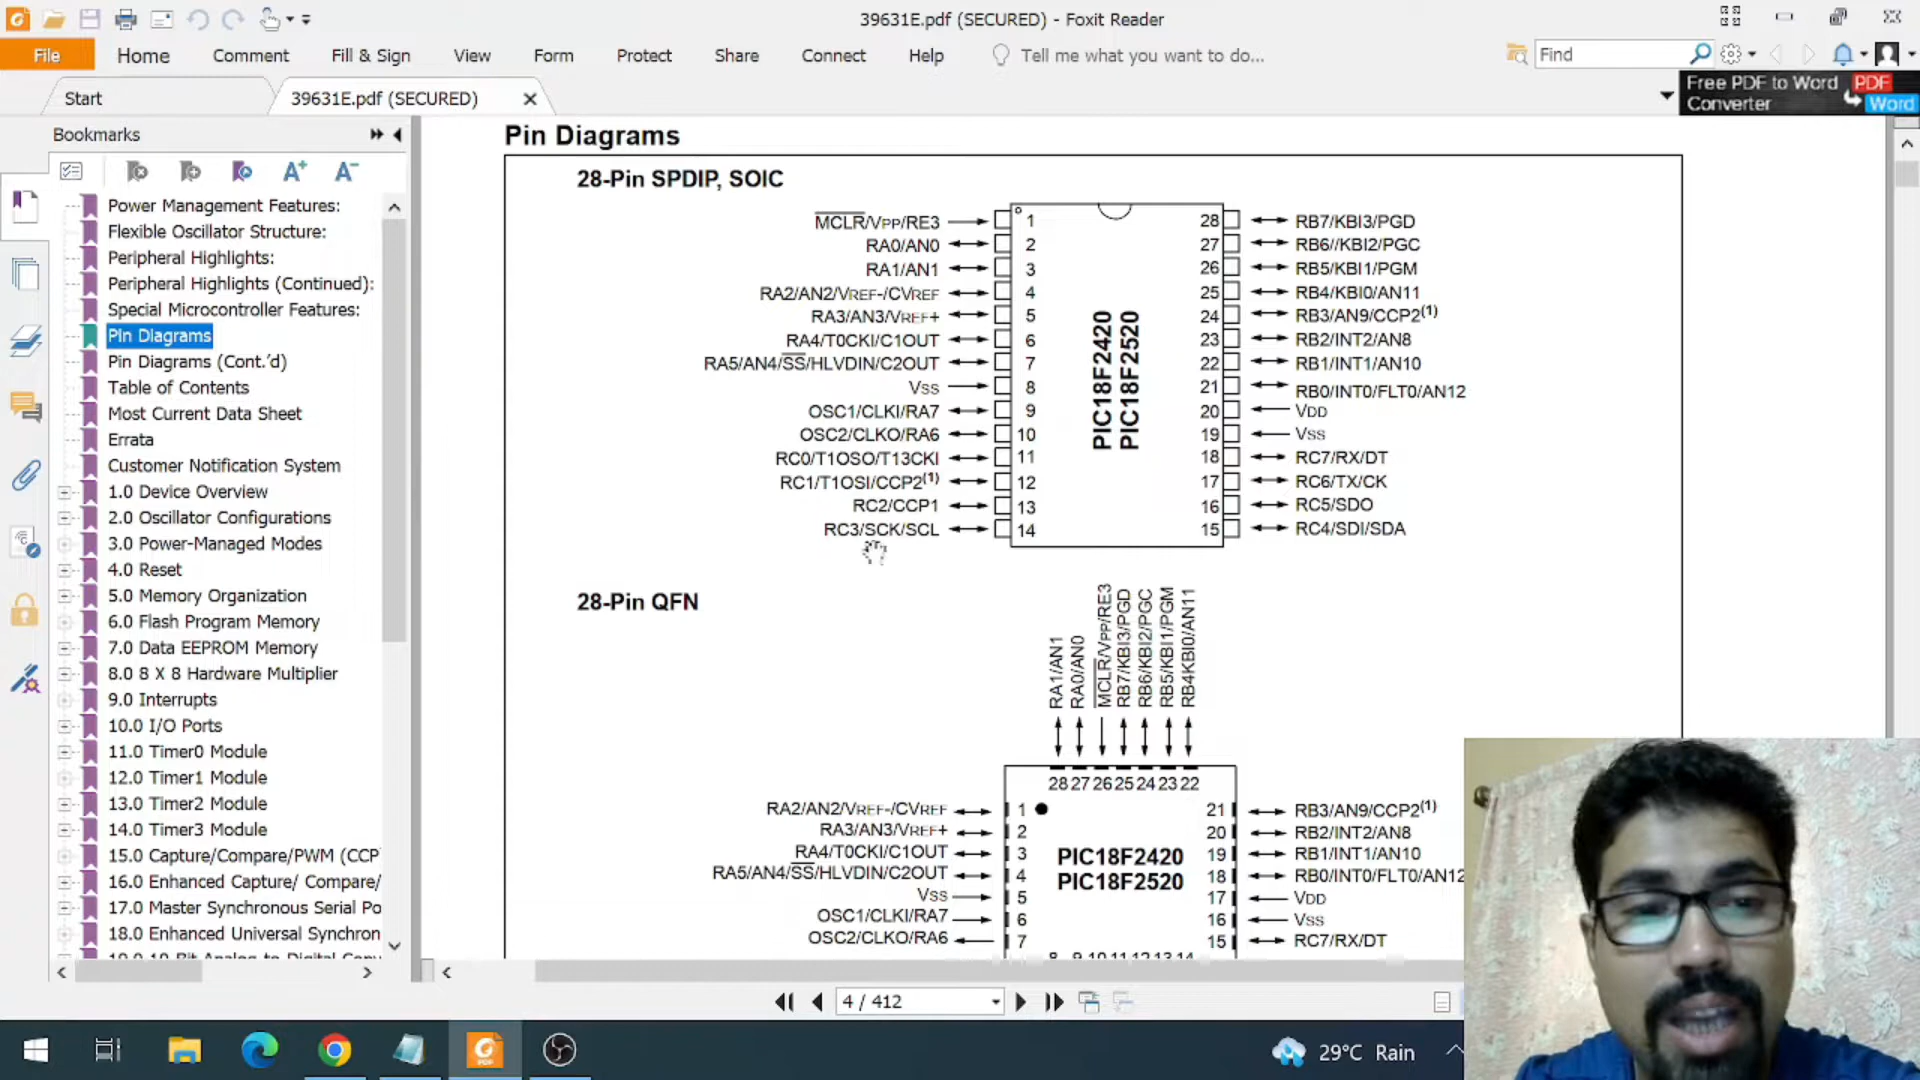 39631E.pdf (SECURED) - Foxit Reader
File Home Comment Fill & Sign View Form Protect Share Connect Help Tell me what you want to do... Find
Start 39631E.pdf (SECURED)
Free PDF to Word Converter PDF Word
Bookmarks
Power Management Features:
Flexible Oscillator Structure:
Peripheral Highlights:
Peripheral Highlights (Continued):
Special Microcontroller Features:
Pin Diagrams
Pin Diagrams (Cont.’d)
Table of Contents
Most Current Data Sheet
Errata
Customer Notification System
1.0 Device Overview
2.0 Oscillator Configurations
3.0 Power-Managed Modes
4.0 Reset
5.0 Memory Organization
6.0 Flash Program Memory
7.0 Data EEPROM Memory
8.0 8 X 8 Hardware Multiplier
9.0 Interrupts
10.0 I/O Ports
11.0 Timer0 Module
12.0 Timer1 Module
13.0 Timer2 Module
14.0 Timer3 Module
15.0 Capture/Compare/PWM (CCP
16.0 Enhanced Capture/ Compare/
17.0 Master Synchronous Serial Po
18.0 Enhanced Universal Synchron
Pin Diagrams
28-Pin SPDIP, SOIC
MCLR/VPP/RE3 1 28 RB7/KBI3/PGD
RA0/AN0 2 27 RB6//KBI2/PGC
RA1/AN1 3 26 RB5/KBI1/PGM
RA2/AN2/VREF-/CVREF 4 25 RB4/KBI0/AN11
RA3/AN3/VREF+ 5 24 RB3/AN9/CCP2(1)
RA4/T0CKI/C1OUT 6 23 RB2/INT2/AN8
RA5/AN4/SS/HLVDIN/C2OUT 7 22 RB1/INT1/AN10
VSS 8 21 RB0/INT0/FLT0/AN12
OSC1/CLKI/RA7 9 20 VDD
OSC2/CLKO/RA6 10 19 VSS
RC0/T1OSO/T13CKI 11 18 RC7/RX/DT
RC1/T1OSI/CCP2(1) 12 17 RC6/TX/CK
RC2/CCP1 13 16 RC5/SDO
RC3/SCK/SCL 14 15 RC4/SDI/SDA
PIC18F2420
PIC18F2520
28-Pin QFN
RA1/AN1
RA0/AN0
MCLR/VPP/RE3
RB7/KBI3/PGD
RB6/KBI2/PGC
RB5/KBI1/PGM
RB4KBI0/AN11
28 27 26 25 24 23 22
RA2/AN2/VREF-/CVREF 1 21 RB3/AN9/CCP2(1)
RA3/AN3/VREF+ 2 20 RB2/INT2/AN8
RA4/T0CKI/C1OUT 3 19 RB1/INT1/AN10
RA5/AN4/SS/HLVDIN/C2OUT 4 18 RB0/INT0/FLT0/AN12
VSS 5 17 VDD
OSC1/CLKI/RA7 6 16 VSS
OSC2/CLKO/RA6 7 15 RC7/RX/DT
PIC18F2420
PIC18F2520
8 9 10 11 12 13 14
4 / 412
29°C Rain